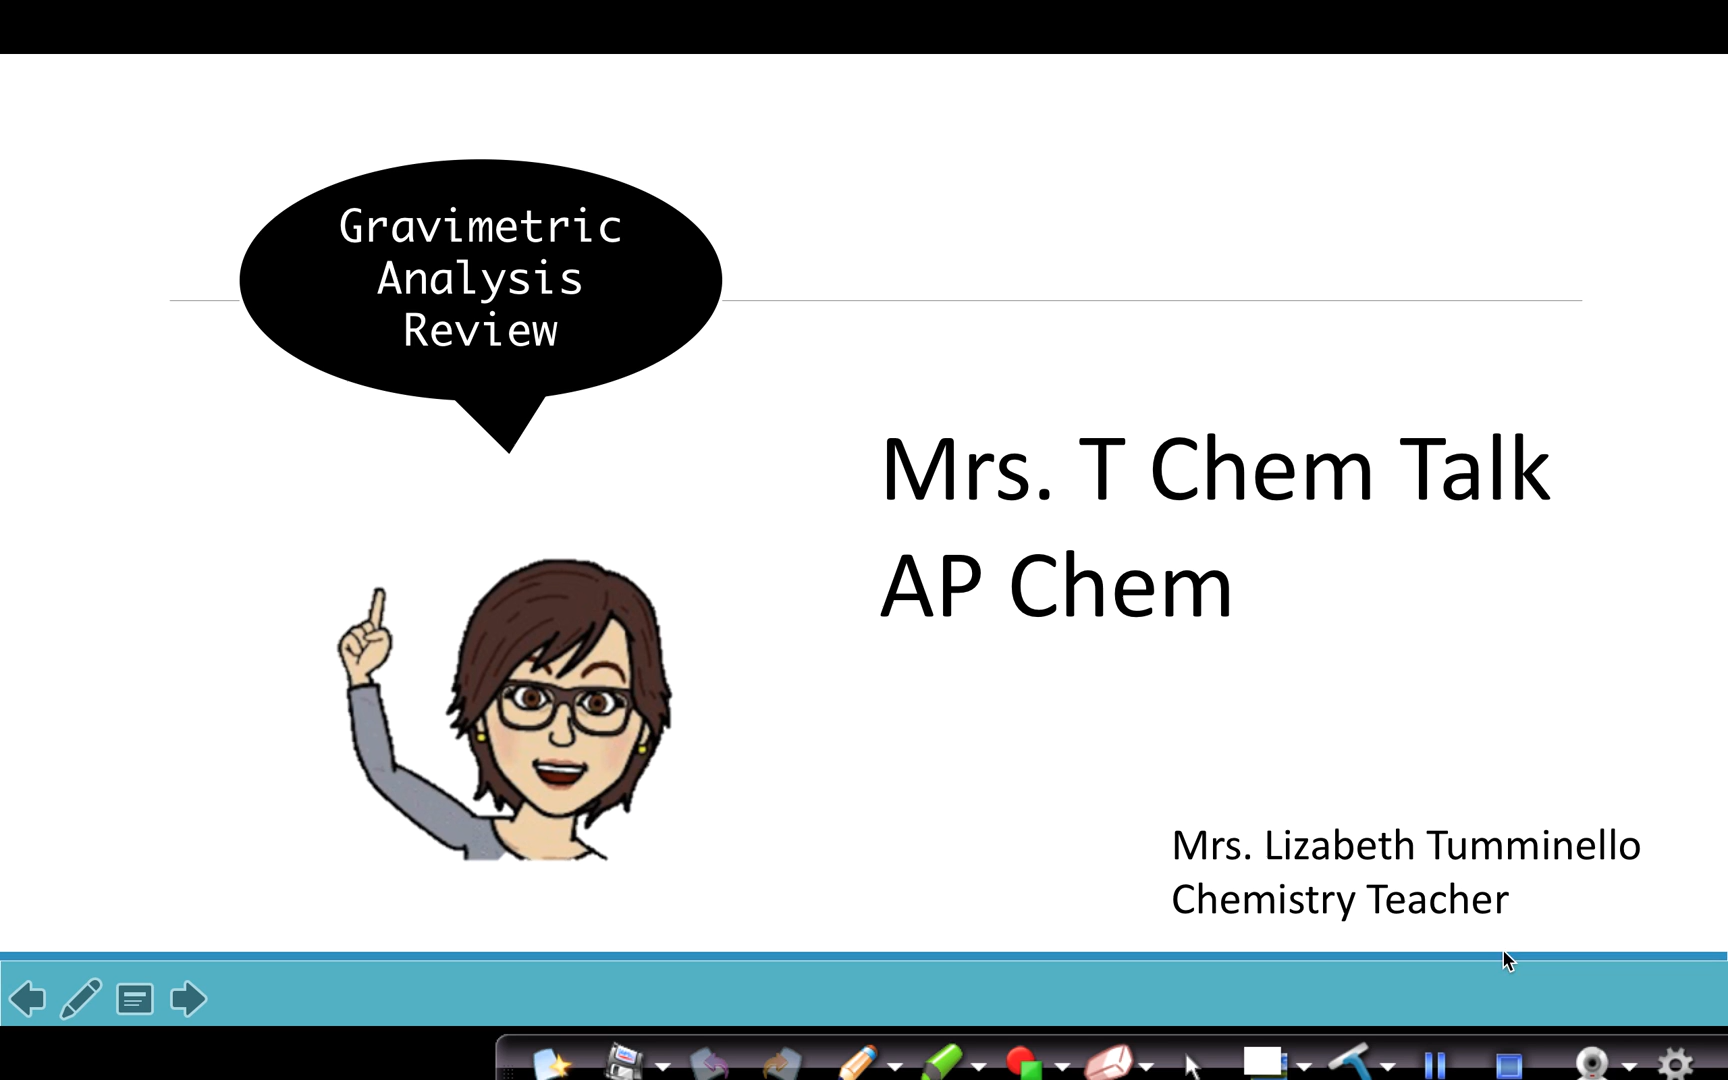 Gravimetric
Analysis
Review
Mrs. T Chem Talk
AP Chem
Mrs. Lizabeth Tumminello
Chemistry Teacher